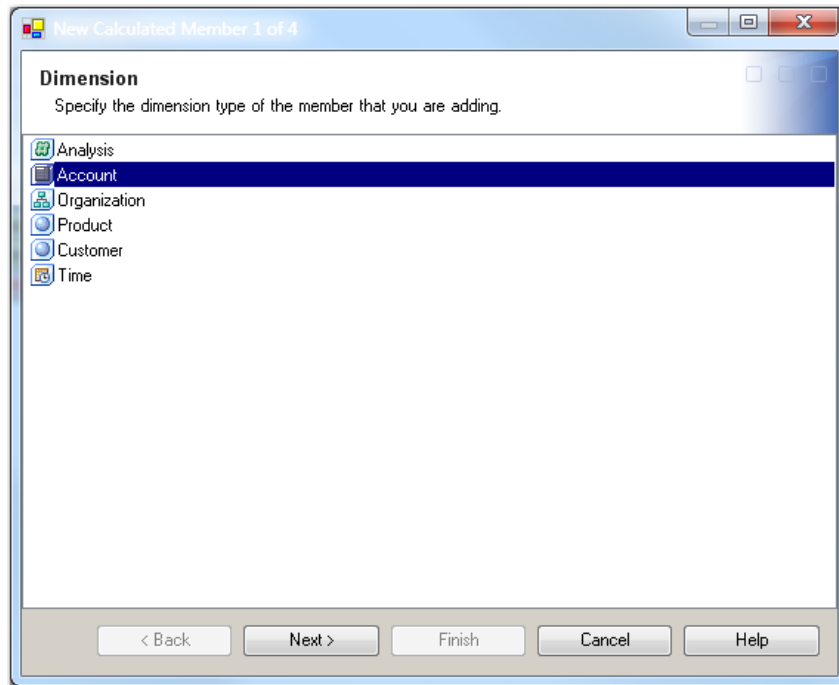 New Calculated Member 1 of 4
Dimension
Specify the dimension type of the member that you are adding.
Analysis
Account
Organization
Product
Customer
Time
< Back Next > Finish Cancel Help